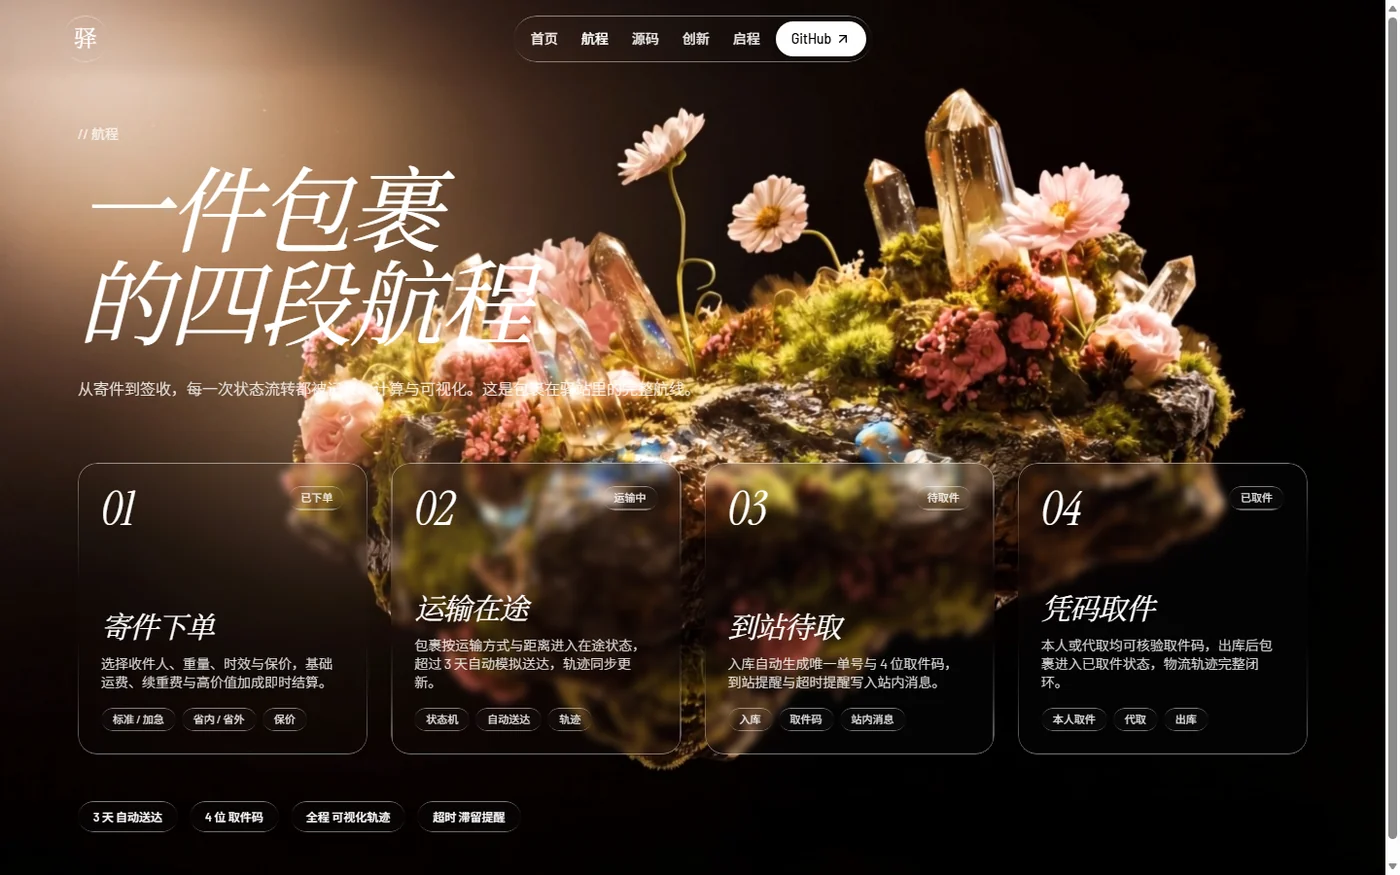 驿
首页 航程 源码 创新 启程 GitHub
// 航程
一件包裹
的四段航程
从寄件到签收，每一次状态流转都被 计算与可视化。这是包裹在驿站里的完整航线。
01 已下单
寄件下单
选择收件人、重量、时效与保价，基础
运费、续重费与高价值加成即时结算。
标准 / 加急 省内 / 省外 保价
02 运输中
运输在途
包裹按运输方式与距离进入在途状态，
超过 3 天自动模拟送达，轨迹同步更
新。
状态机 自动送达 轨迹
03 待取件
到站待取
入库自动生成唯一单号与 4 位取件码，
到站提醒与超时提醒写入站内消息。
入库 取件码 站内消息
04 已取件
凭码取件
本人或代取均可核验取件码，出库后包
裹进入已取件状态，物流轨迹完整闭
环。
本人取件 代取 出库
3 天 自动送达 4 位 取件码 全程 可视化轨迹 超时 滞留提醒